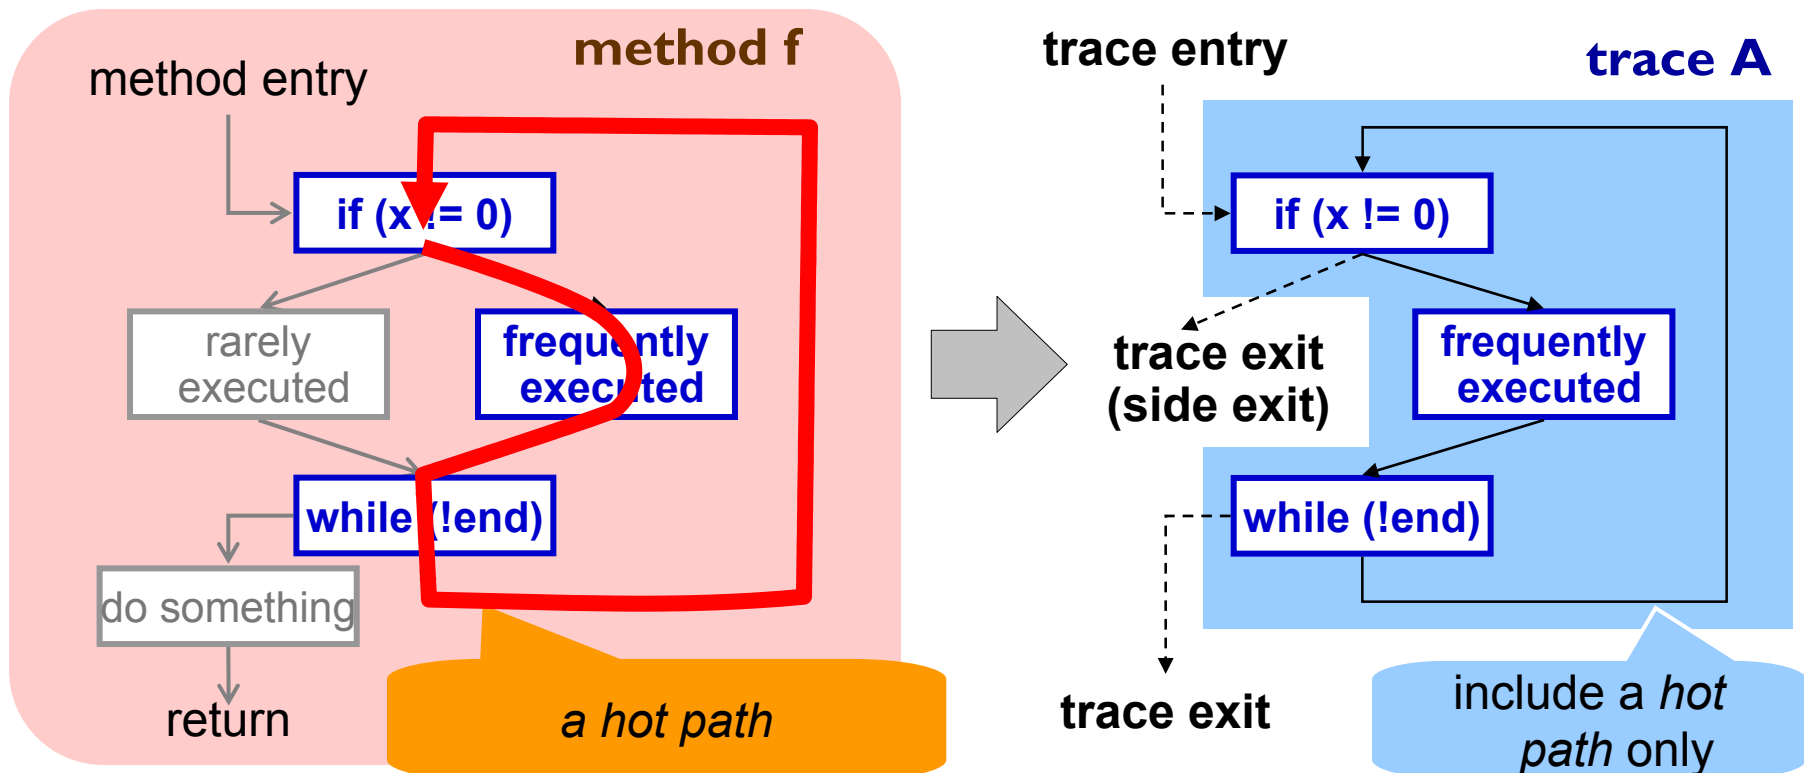 method f
method entry
if (x != 0)
rarely
executed
frequently
executed
while (!end)
do something
return
a hot path
trace entry
trace A
if (x != 0)
trace exit
(side exit)
frequently
executed
while (!end)
trace exit
include a hot
path only